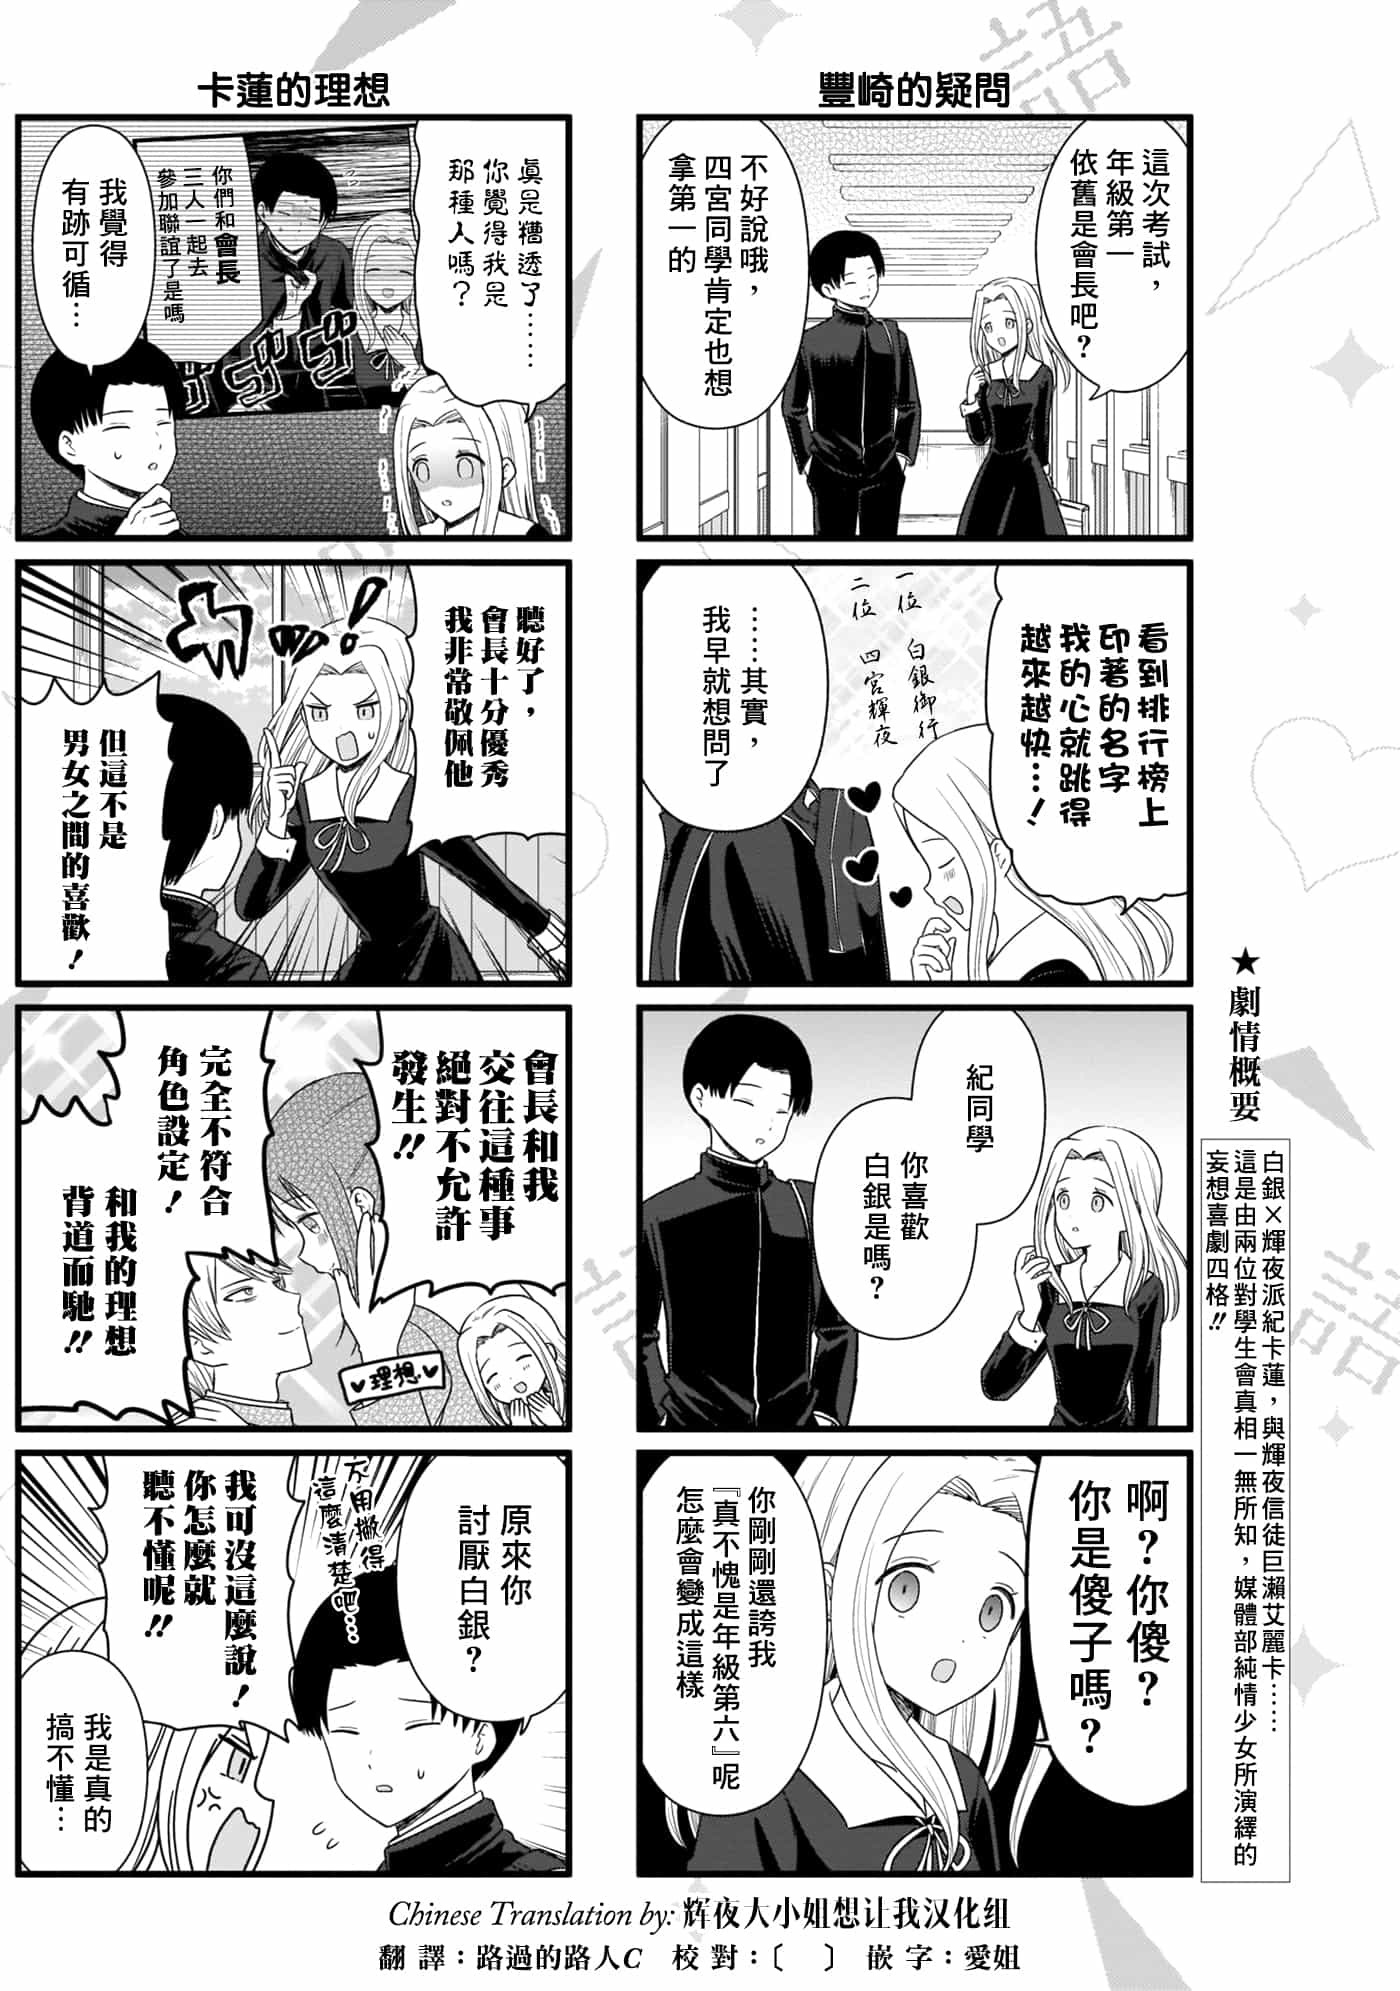 豐崎的疑問
這次考試，
年級第一
依舊是會長吧？
不好說哦，
四宮同學肯定也想
拿第一的
看到排行榜上
印著的名字
我的心就跳得
越來越快…！
一位 白銀御行
二位 四宮輝夜
……其實，
我早就想問了
紀同學
你喜歡
白銀是嗎？
啊？你傻？
你是傻子嗎？
你剛剛還誇我
『真不愧是年級第六』呢
怎麼會變成這樣
卡蓮的理想
真是糟透了……
你覺得我是
那種人嗎？
你們和會長
三人一起去
參加聯誼了是嗎
我覺得
有跡可循…
聽好了，
會長十分優秀
我非常敬佩他
但這不是
男女之間的喜歡！
會長和我
交往這種事
絕對不允許
發生!!
完全不符合
角色設定！
和我的理想
背道而馳!!
♥理想♥
原來你
討厭白銀？
不用撇得
這麼清楚吧…
我可沒這麼說！
你怎麼就
聽不懂呢!!
我是真的
搞不懂…
★劇情概要
白銀×輝夜派紀卡蓮，與輝夜信徒巨瀨艾麗卡……
這是由兩位對學生會真相一無所知，媒體部純情少女所演繹的
妄想喜劇四格!!
Chinese Translation by: 辉夜大小姐想让我汉化组
翻譯：路過的路人C 校對：〔 〕 嵌字：愛姐